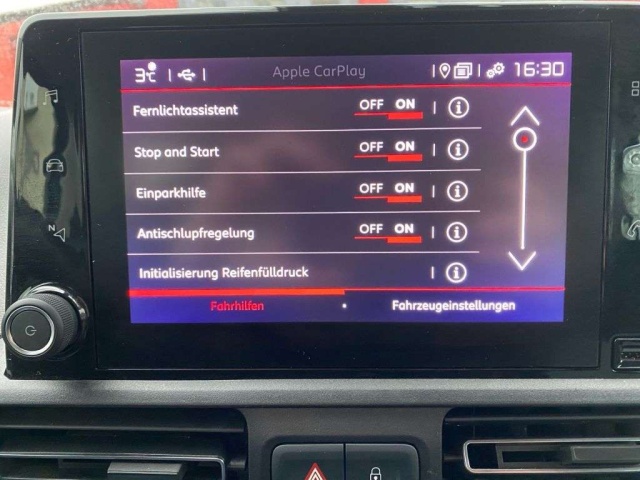 3°C Apple CarPlay 16:30
Fernlichtassistent OFF ON
Stop and Start OFF ON
Einparkhilfe OFF ON
Antischlupfregelung OFF ON
Initialisierung Reifenfülldruck
Fahrhilfen Fahrzeugeinstellungen
N